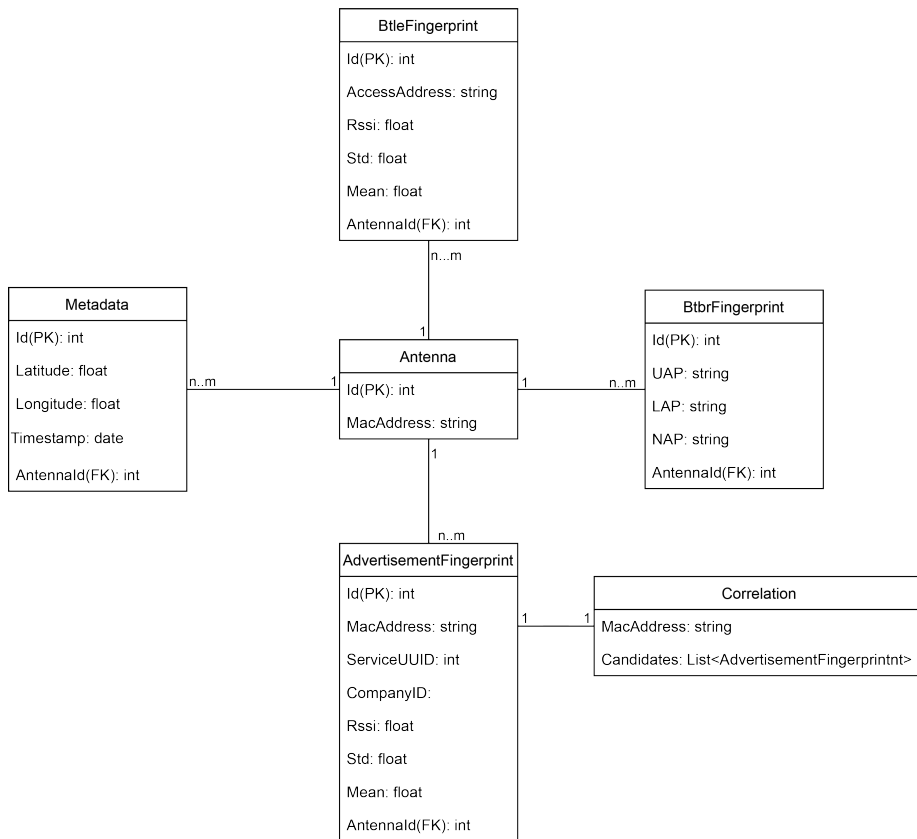 BtleFingerprint
Id(PK): int
AccessAddress: string
Rssi: float
Std: float
Mean: float
AntennaId(FK): int
n...m
1
Metadata
Id(PK): int
Latitude: float
Longitude: float
Timestamp: date
AntennaId(FK): int
n..m
1
Antenna
Id(PK): int
MacAddress: string
1
n..m
BtbrFingerprint
Id(PK): int
UAP: string
LAP: string
NAP: string
AntennaId(FK): int
1
n..m
AdvertisementFingerprint
Id(PK): int
MacAddress: string
ServiceUUID: int
CompanyID:
Rssi: float
Std: float
Mean: float
AntennaId(FK): int
1
1
Correlation
MacAddress: string
Candidates: List<AdvertisementFingerprintnt>